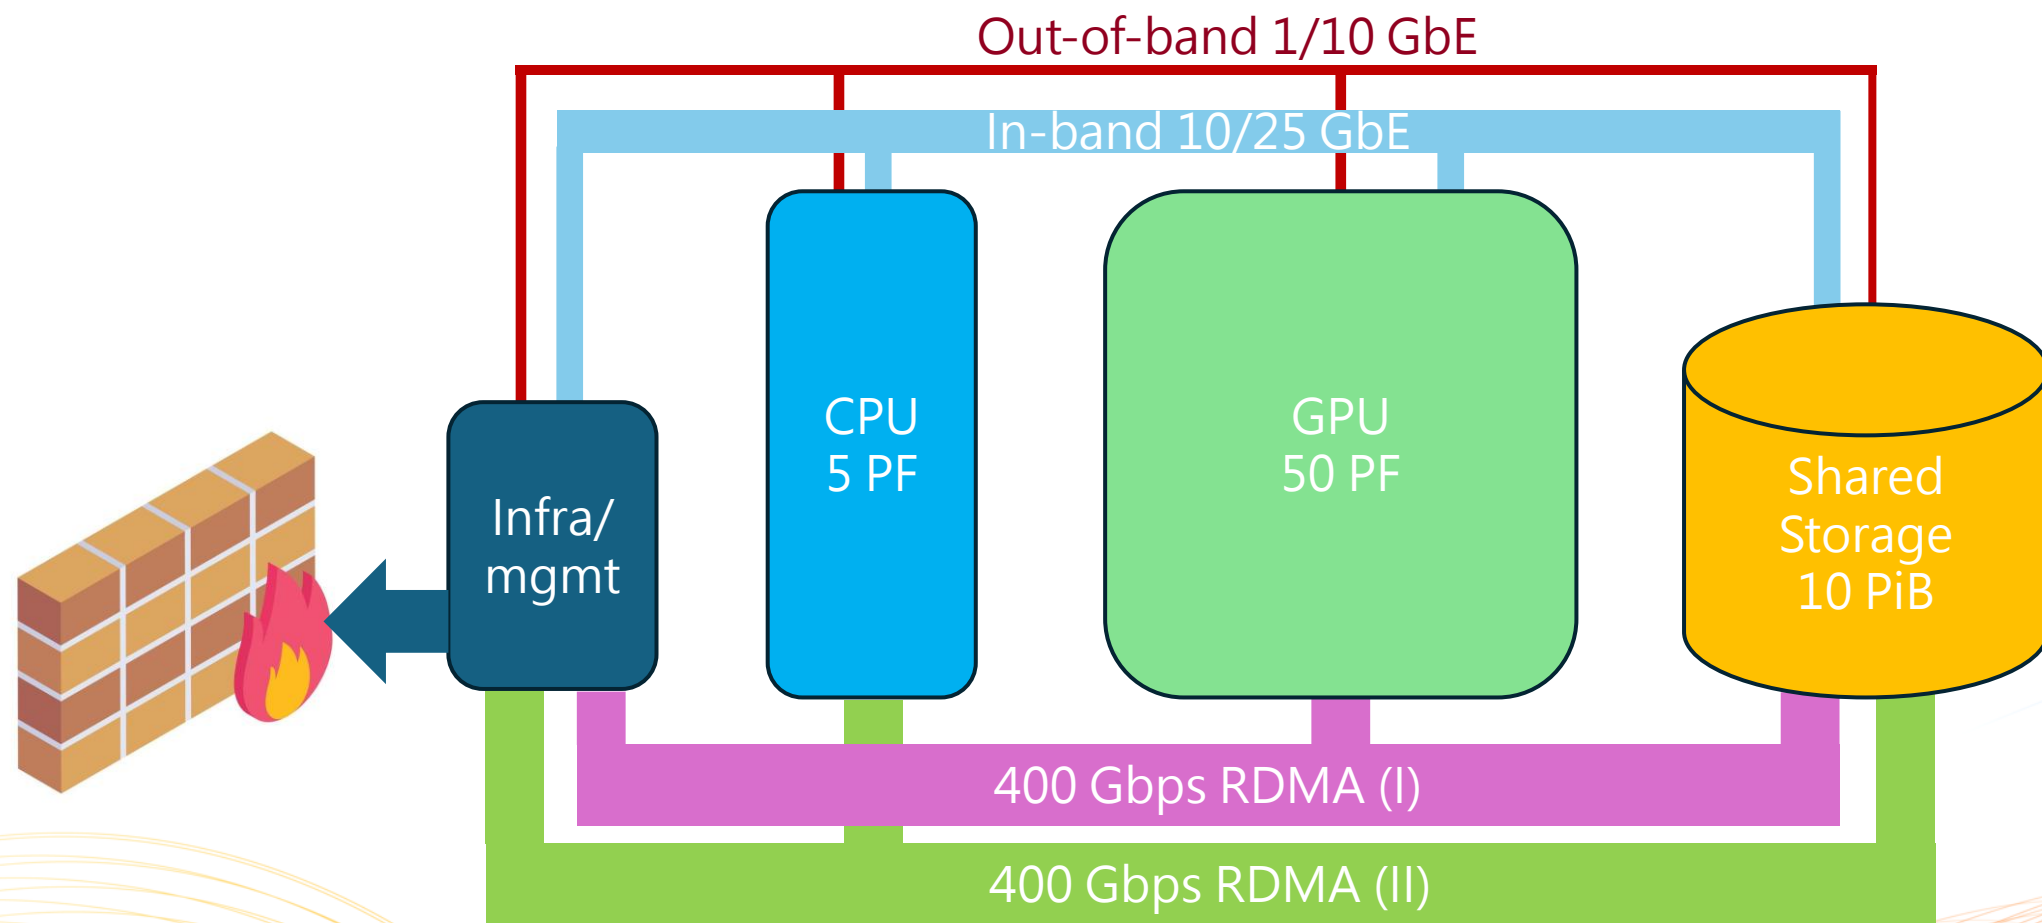 Out-of-band 1/10 GbE
In-band 10/25 GbE
Infra/
mgmt
CPU
5 PF
GPU
50 PF
Shared
Storage
10 PiB
400 Gbps RDMA (I)
400 Gbps RDMA (II)